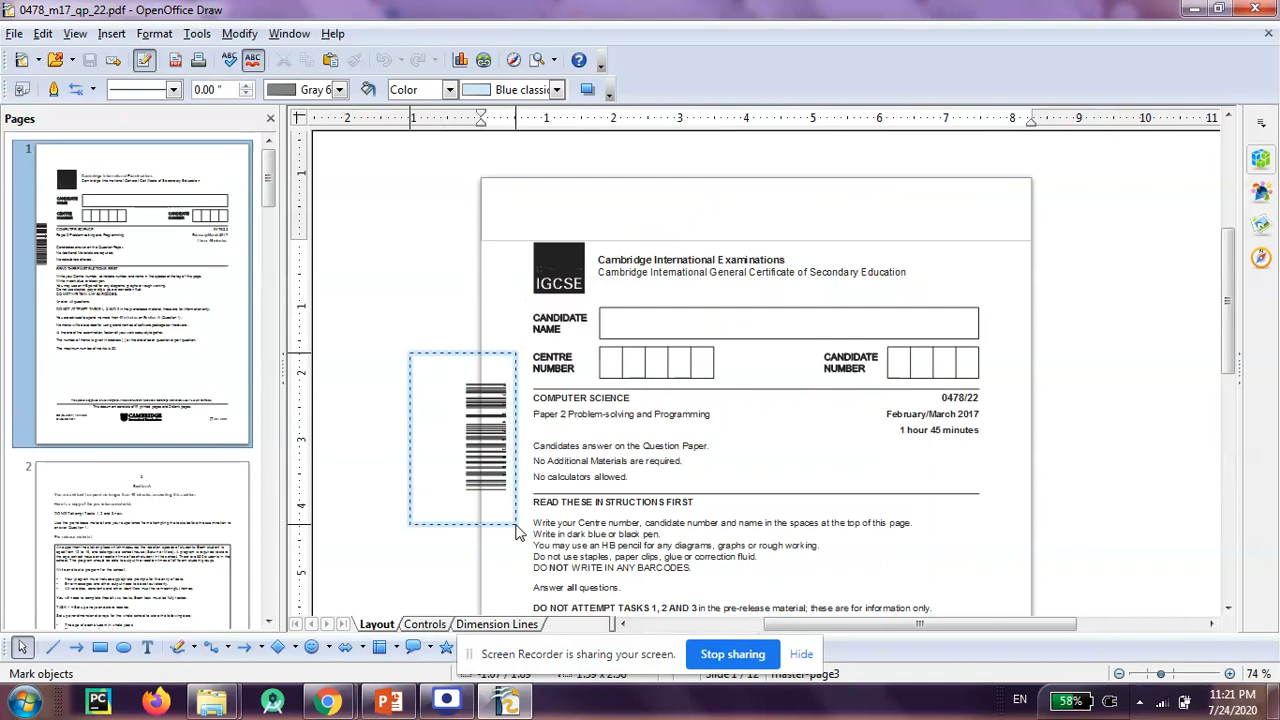 0478_m17_qp_22.pdf - OpenOffice Draw
File Edit View Insert Format Tools Modify Window Help
0.00 " Gray 6 Color Blue classic
Pages
1
2
Cambridge International Examinations
Cambridge International General Certificate of Secondary Education
IGCSE
CANDIDATE
NAME
CENTRE
NUMBER
CANDIDATE
NUMBER
COMPUTER SCIENCE 0478/22
Paper 2 Problem-solving and Programming February/March 2017
1 hour 45 minutes
Candidates answer on the Question Paper.
No Additional Materials are required.
No calculators allowed.
READ THESE INSTRUCTIONS FIRST
Write your Centre number, candidate number and name in the spaces at the top of this page.
Write in dark blue or black pen.
You may use an HB pencil for any diagrams, graphs or rough working.
Do not use staples, paper clips, glue or correction fluid.
DO NOT WRITE IN ANY BARCODES.
Answer all questions.
DO NOT ATTEMPT TASKS 1, 2 AND 3 in the pre-release material; these are for information only.
Layout Controls Dimension Lines
Screen Recorder is sharing your screen. Stop sharing Hide
Mark objects Slide 1 / 12 master-page3 74 %
EN 58% 11:21 PM
7/24/2020